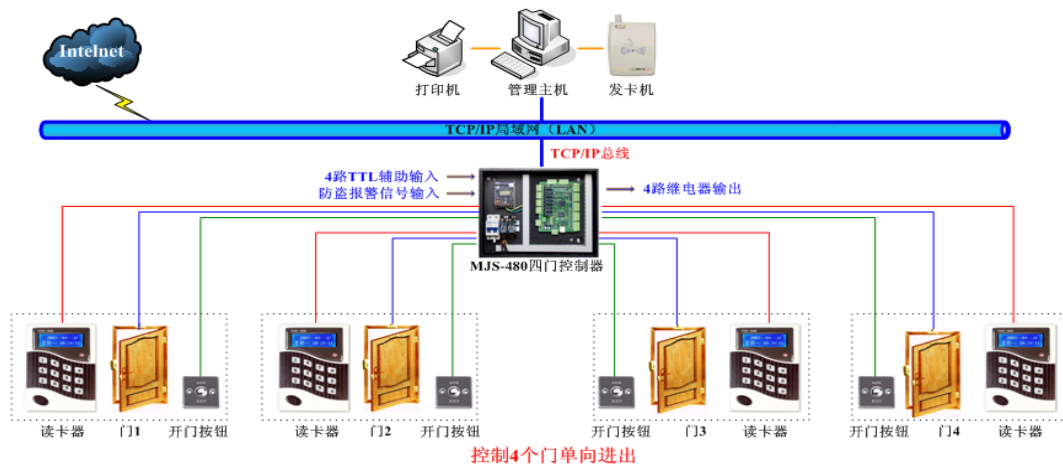 Intelnet
打印机 管理主机 发卡机
TCP/IP局域网（LAN）
TCP/IP总线
4路TTL辅助输入
防盗报警信号输入
4路继电器输出
MJS-480四门控制器
读卡器 门1 开门按钮 读卡器 门2 开门按钮 开门按钮 门3 读卡器 开门按钮 门4 读卡器
控制4个门单向进出